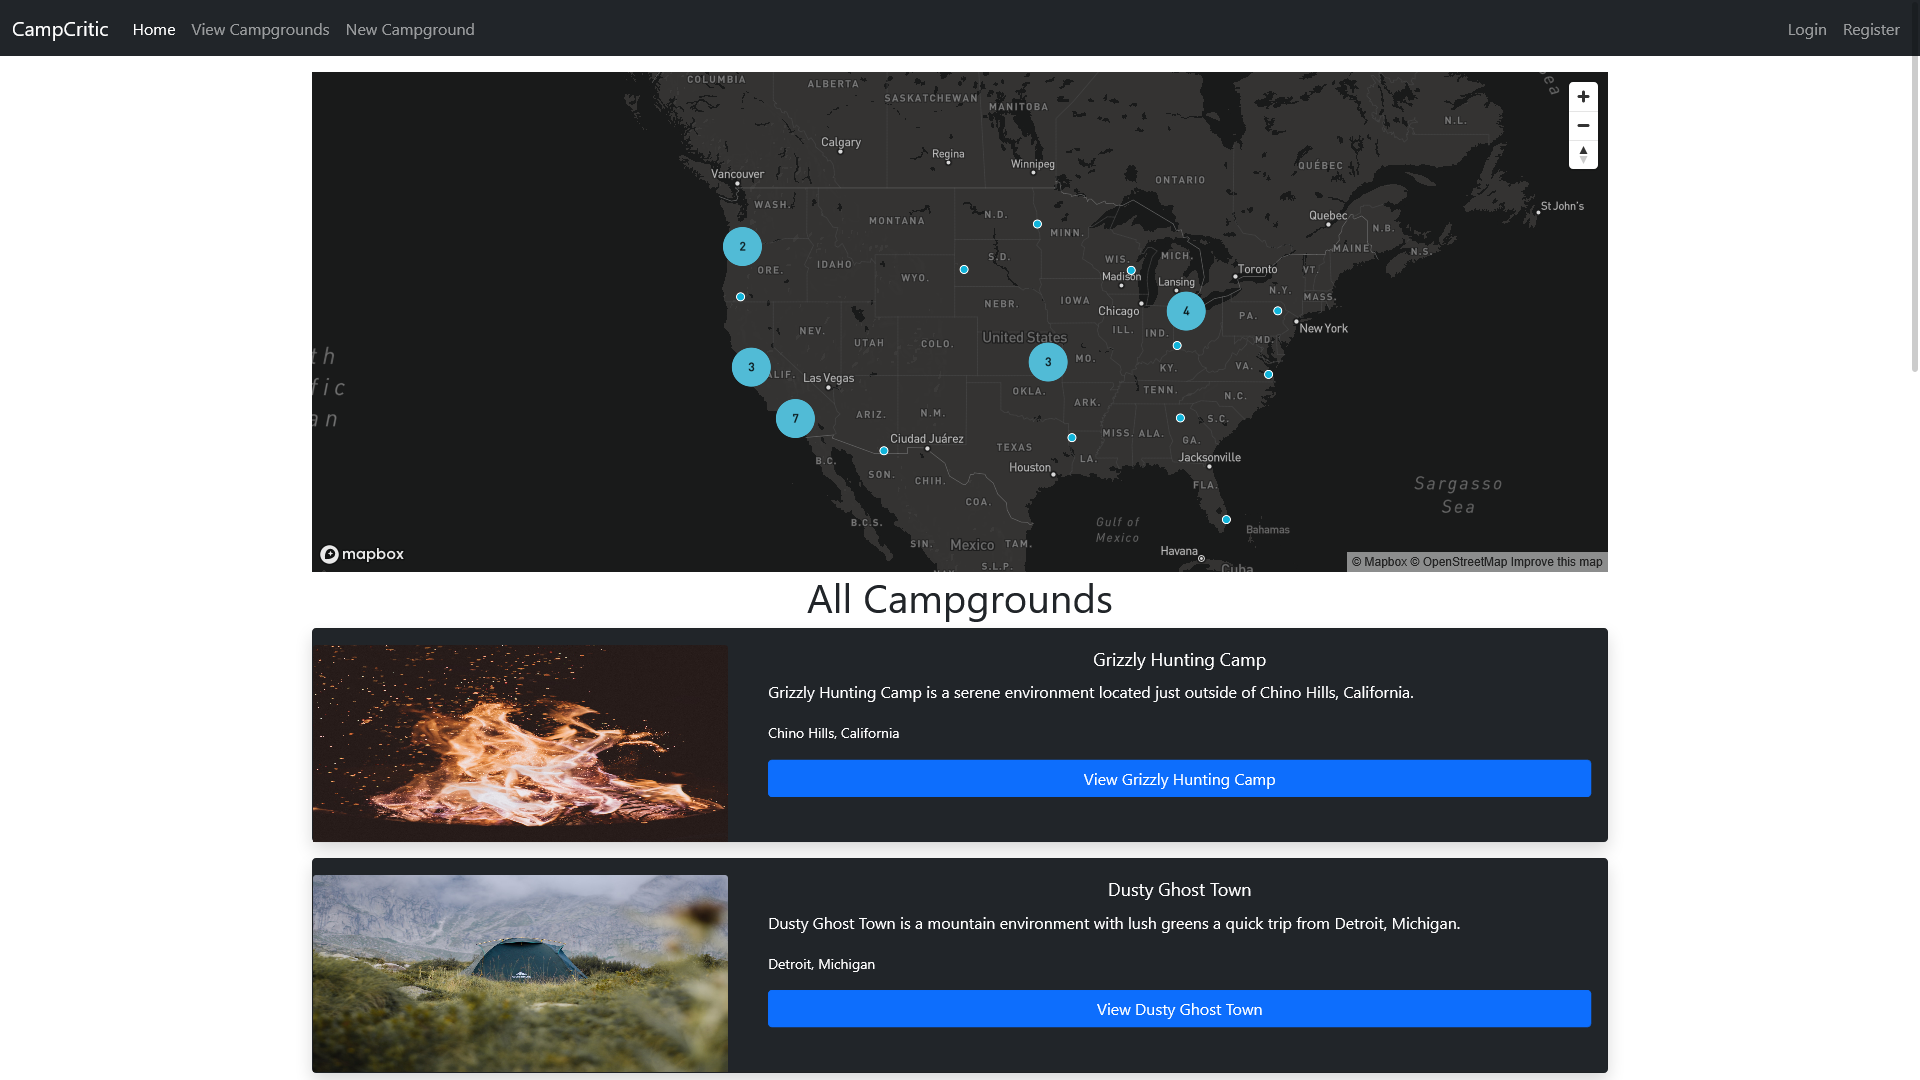 CampCritic Home View Campgrounds New Campground Login Register
COLUMBIA
ALBERTA
SASKATCHEWAN
MANITOBA
N.L.
Calgary
Regina
Winnipeg
QUÉBEC
Vancouver
ONTARIO
WASH.
St John's
MONTANA
N.D.
Quebec
MINN.
N.B.
2
MAINE
N.S.
ORE.
IDAHO
S.D.
WIS.
MICH.
Toronto
VT.
WYO.
Madison
Lansing
N.Y.
MASS.
NEBR.
IOWA
Chicago
4
PA.
New York
NEV.
ILL.
IND.
United States
UTAH
COLO.
MD.
3
CALIF.
Las Vegas
3
MO.
KY.
VA.
OKLA.
TENN.
N.C.
ARK.
7
ARIZ.
N.M.
S.C.
MISS.
ALA.
GA.
Ciudad Juárez
TEXAS
LA.
Jacksonville
B.C.
SON.
CHIH.
Houston
FLA.
COA.
Sargasso
Sea
B.C.S.
Gulf of
Mexico
Bahamas
SIN.
Mexico
TAM.
Havana
S.L.P.
Cuba
mapbox
© Mapbox © OpenStreetMap Improve this map
All Campgrounds
Grizzly Hunting Camp
Grizzly Hunting Camp is a serene environment located just outside of Chino Hills, California.
Chino Hills, California
View Grizzly Hunting Camp
Dusty Ghost Town
Dusty Ghost Town is a mountain environment with lush greens a quick trip from Detroit, Michigan.
Detroit, Michigan
View Dusty Ghost Town